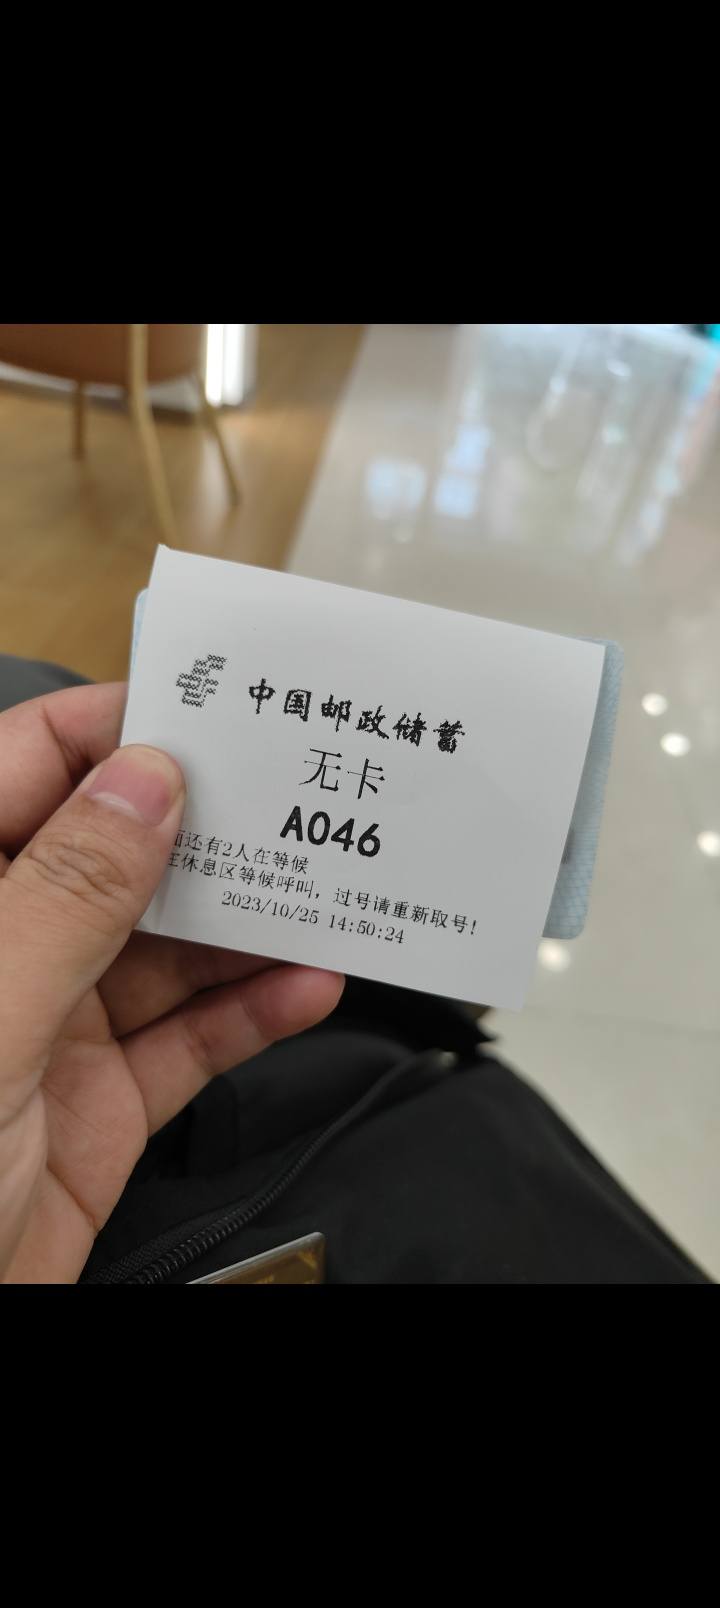 中国邮政储蓄
无卡
A046
面还有2人在等候
在休息区等候呼叫，过号请重新取号！
2023/10/25 14:50:24